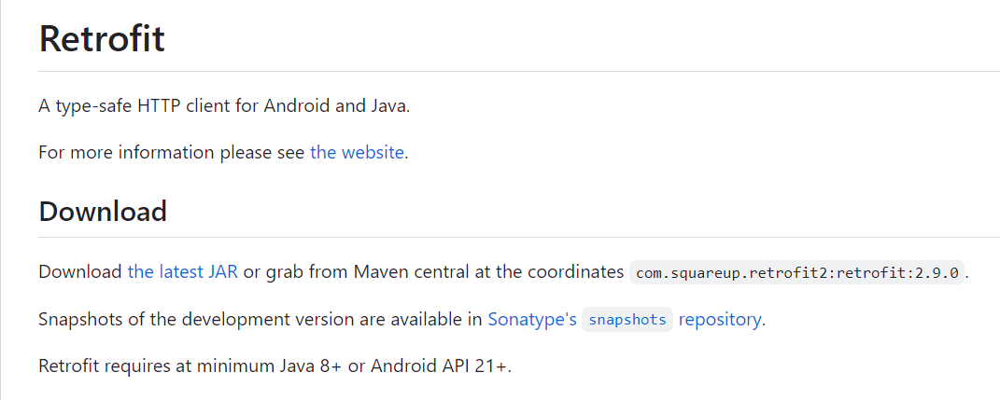 Retrofit
A type-safe HTTP client for Android and Java.
For more information please see the website.
Download
Download the latest JAR or grab from Maven central at the coordinates com.squareup.retrofit2:retrofit:2.9.0.
Snapshots of the development version are available in Sonatype's snapshots repository.
Retrofit requires at minimum Java 8+ or Android API 21+.